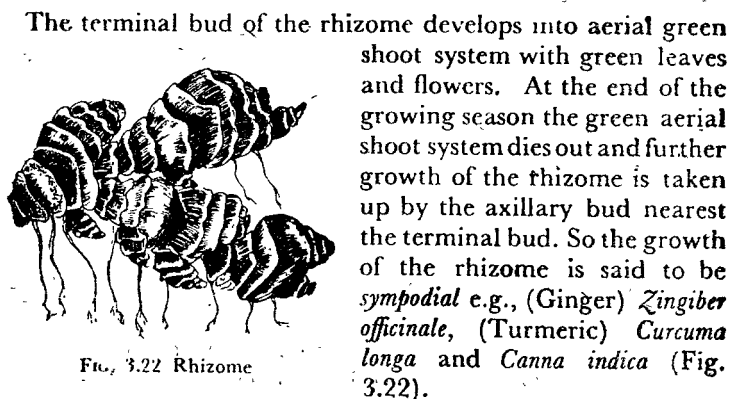 The terminal bud of the rhizome develops into aerial green
shoot system with green leaves
and flowers. At the end of the
growing season the green aerial
shoot system dies out and further
growth of the rhizome is taken
up by the axillary bud nearest
the terminal bud. So the growth
of the rhizome is said to be
sympodial e.g., (Ginger) Zingiber
officinale, (Turmeric) Curcuma
longa and Canna indica (Fig.
3.22).
Fig. 3.22 Rhizome